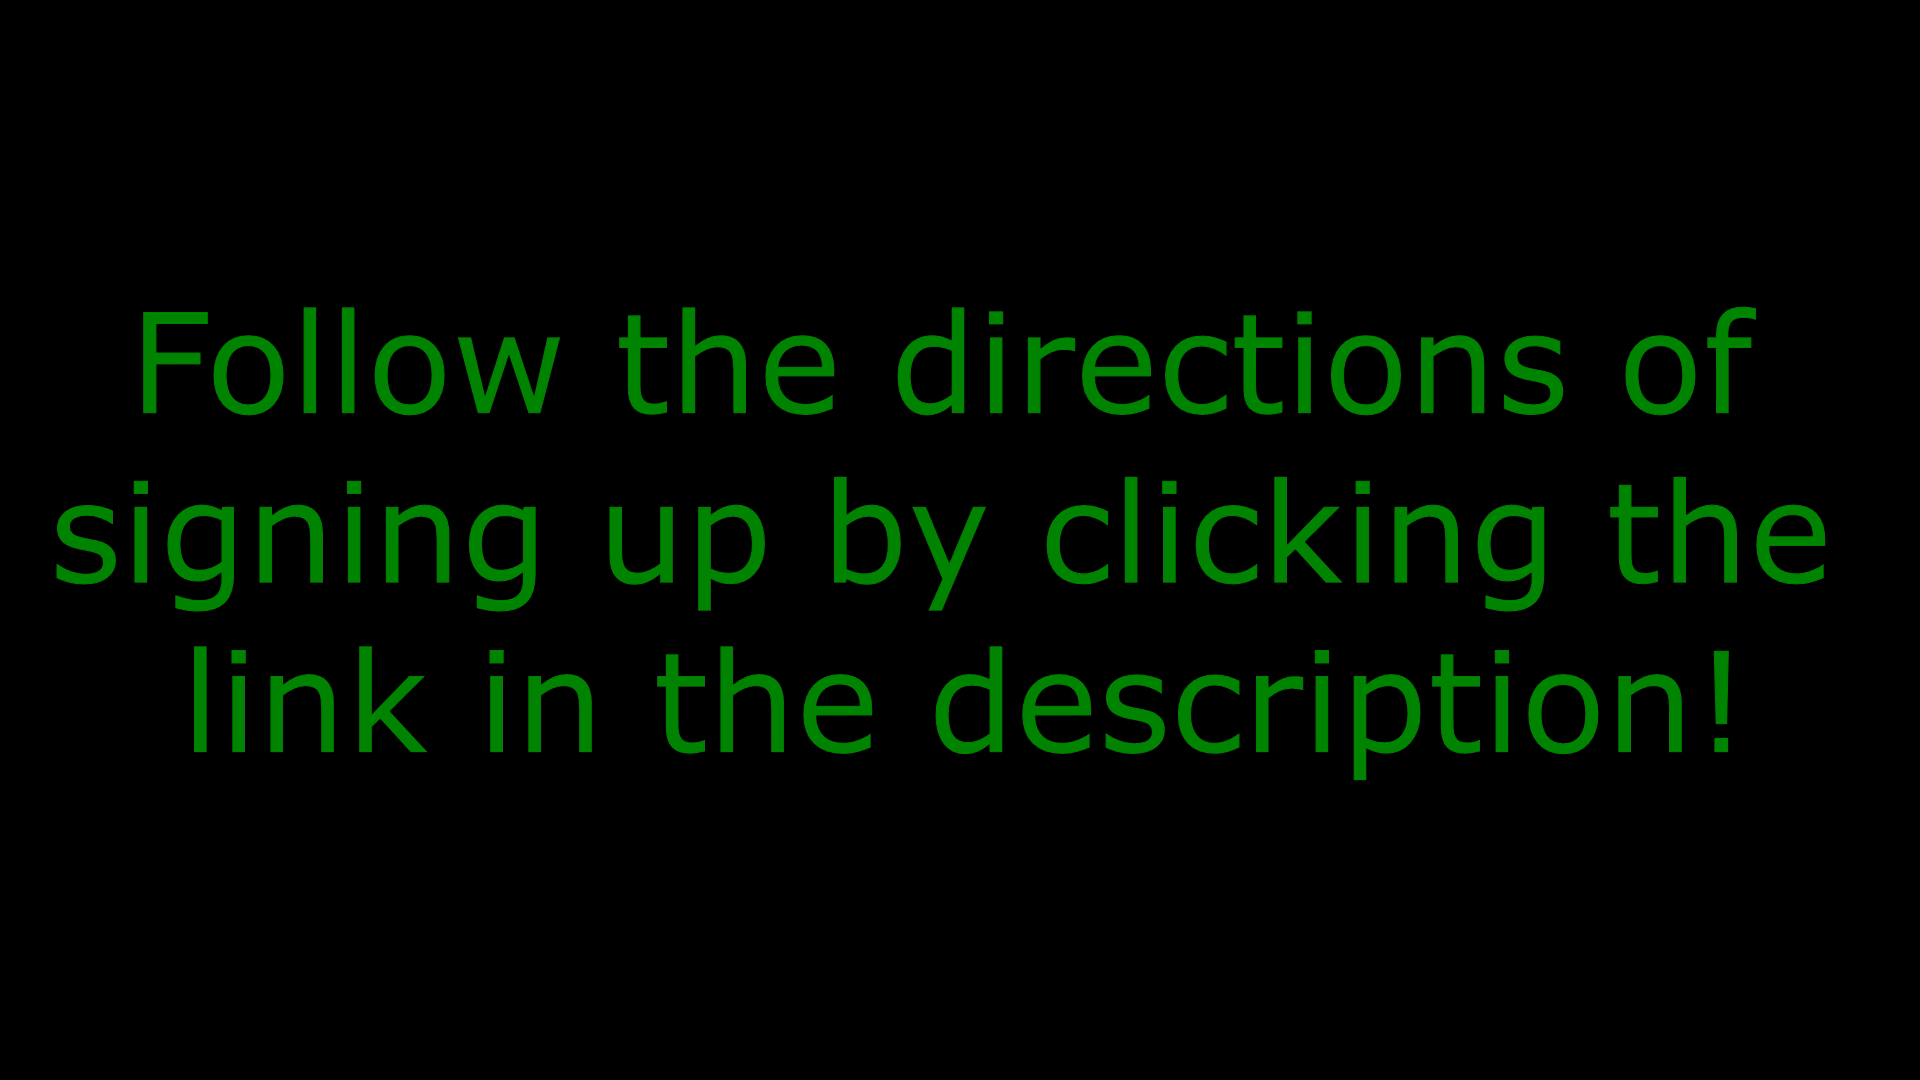 Follow the directions of
signing up by clicking the
link in the description!